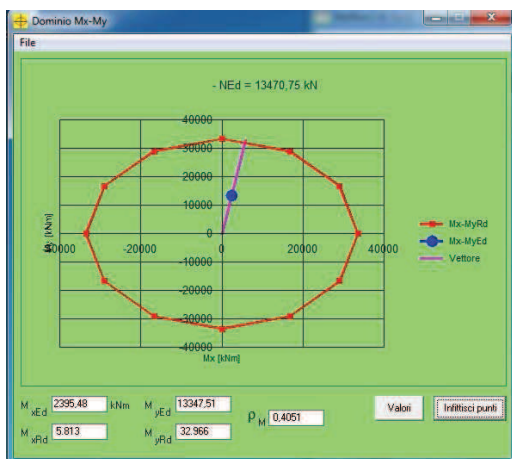 Dominio Mx-My
File
- NEd = 13470,75 kN
40000
30000
20000
10000
0
-10000
-20000
-30000
-40000
40000
-20000
0
20000
40000
[kNm]
Mx [kNm]
Mx-MyRd
Mx-MyEd
Vettore
M xEd 2395,48 kNm M yEd 13347,51
M xRd 5.813 M yRd 32.966
ρ M 0,4051
Valori
Infittisci punti